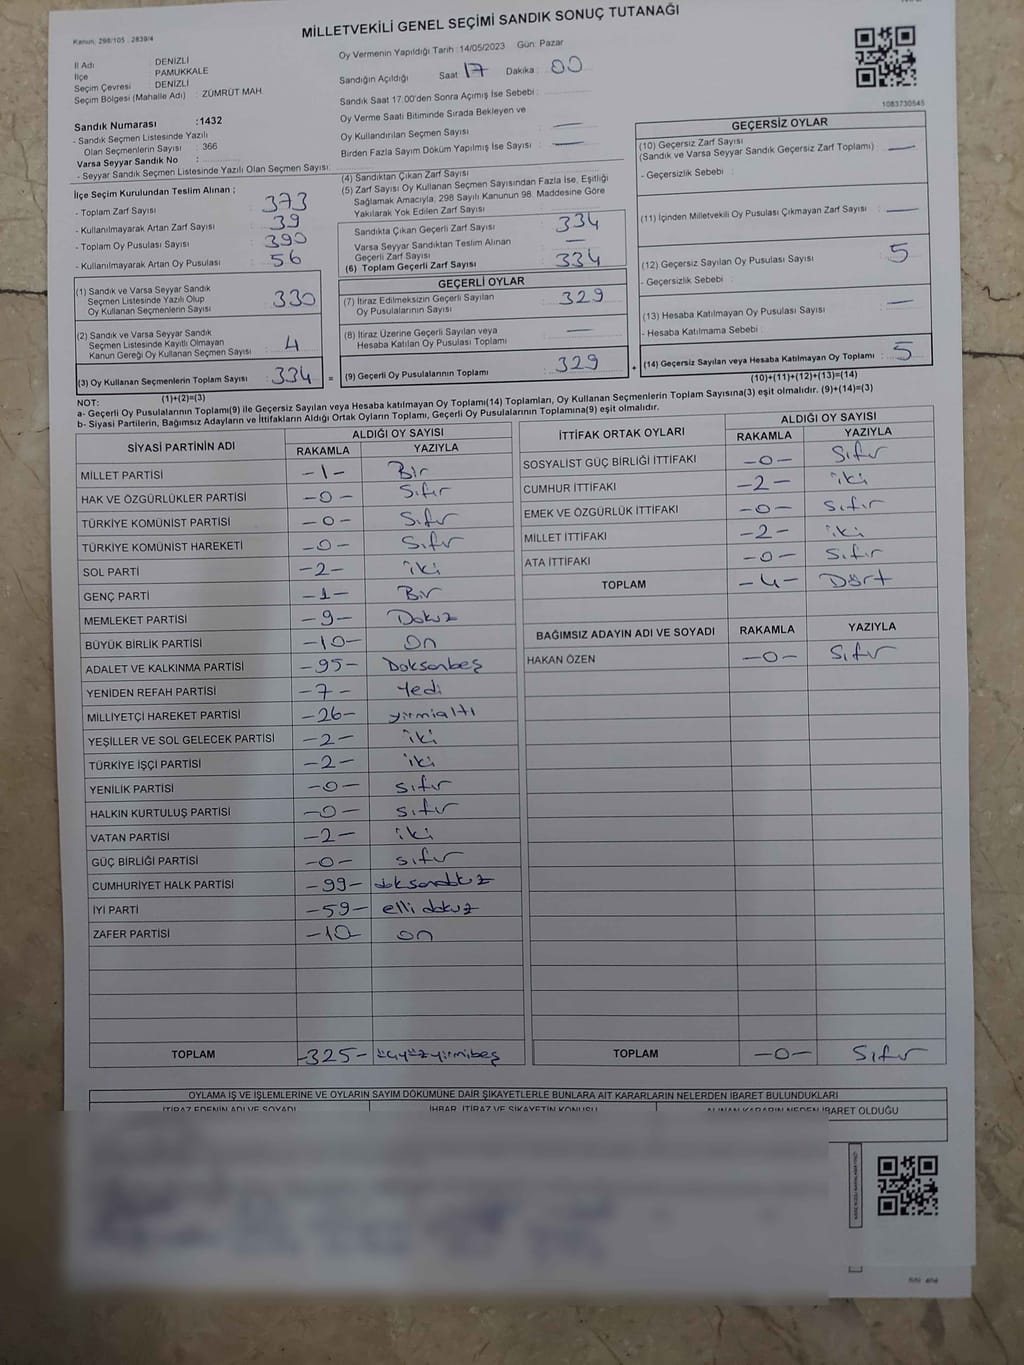 MİLLETVEKİLİ GENEL SEÇİMİ SANDIK SONUÇ TUTANAĞI
Kanun, 298/105 . 2839/4
İl Adı : DENİZLİ
İlçe : PAMUKKALE
Seçim Çevresi : DENİZLİ
Seçim Bölgesi (Mahalle Adı) : ZÜMRÜT MAH.
Sandık Numarası :1432
- Sandık Seçmen Listesinde Yazılı
Olan Seçmenlerin Sayısı : 366
Varsa Seyyar Sandık No :
- Seyyar Sandık Seçmen Listesinde Yazılı Olan Seçmen Sayısı:
İlçe Seçim Kurulundan Teslim Alınan ;
- Toplam Zarf Sayısı : 373
- Kullanılmayarak Artan Zarf Sayısı : 39
- Toplam Oy Pusulası Sayısı : 390
- Kullanılmayarak Artan Oy Pusulası : 56
(1) Sandık ve Varsa Seyyar Sandık
Seçmen Listesinde Yazılı Olup
Oy Kullanan Seçmenlerin Sayısı : 330
(2) Sandık ve Varsa Seyyar Sandık
Seçmen Listesinde Kayıtlı Olmayan
Kanun Gereği Oy Kullanan Seçmen Sayısı : 4
(3) Oy Kullanan Seçmenlerin Toplam Sayısı : 334
(1)+(2)=(3)
Oy Vermenin Yapıldığı Tarih :14/05/2023 Gün: Pazar
Sandığın Açıldığı Saat : 17 Dakika : 00
Sandık Saat 17:00'den Sonra Açımış İse Sebebi :
Oy Verme Saati Bitiminde Sırada Bekleyen ve
Oy Kullandırılan Seçmen Sayısı : —
Birden Fazla Sayım Döküm Yapılmış İse Sayısı : —
(4) Sandıktan Çıkan Zarf Sayısı
(5) Zarf Sayısı Oy Kullanan Seçmen Sayısından Fazla İse, Eşitliği
Sağlamak Amacıyla, 298 Sayılı Kanunun 98. Maddesine Göre
Yakılarak Yok Edilen Zarf Sayısı :
Sandıkta Çıkan Geçerli Zarf Sayısı : 334
Varsa Seyyar Sandıktan Teslim Alınan
Geçerli Zarf Sayısı : —
(6) Toplam Geçerli Zarf Sayısı : 334
GEÇERLİ OYLAR
(7) İtiraz Edilmeksizin Geçerli Sayılan
Oy Pusulalarının Sayısı : 329
(8) İtiraz Üzerine Geçerli Sayılan veya
Hesaba Katılan Oy Pusulası Toplamı : —
= (9) Geçerli Oy Pusulalarının Toplamı : 329 +
1083730545
GEÇERSİZ OYLAR
(10) Geçersiz Zarf Sayısı
(Sandık ve Varsa Seyyar Sandık Geçersiz Zarf Toplamı) : —
- Geçersizlik Sebebi :
(11) İçinden Milletvekili Oy Pusulası Çıkmayan Zarf Sayısı : —
(12) Geçersiz Sayılan Oy Pusulası Sayısı : 5
- Geçersizlik Sebebi :
(13) Hesaba Katılmayan Oy Pusulası Sayısı : —
- Hesaba Katılmama Sebebi :
(14) Geçersiz Sayılan veya Hesaba Katılmayan Oy Toplamı : 5
(10)+(11)+(12)+(13)=(14)
NOT:
a- Geçerli Oy Pusulalarının Toplamı(9) ile Geçersiz Sayılan veya Hesaba Katılmayan Oy Toplamı(14) Toplamları, Oy Kullanan Seçmenlerin Toplam Sayısına(3) eşit olmalıdır. (9)+(14)=(3)
b- Siyasi Partilerin, Bağımsız Adayların ve İttifakların Aldığı Ortak Oyların Toplamı, Geçerli Oy Pusulalarının Toplamına(9) eşit olmalıdır.
SİYASİ PARTİNİN ADI ALDIĞI OY SAYISI
RAKAMLA YAZIYLA
MİLLET PARTİSİ -1- Bir
HAK VE ÖZGÜRLÜKLER PARTİSİ -0- Sıfır
TÜRKİYE KOMÜNİST PARTİSİ -0- Sıfır
TÜRKİYE KOMÜNİST HAREKETİ -0- Sıfır
SOL PARTİ -2- iki
GENÇ PARTİ -1- Bir
MEMLEKET PARTİSİ -9- Dokuz
BÜYÜK BİRLİK PARTİSİ -10- On
ADALET VE KALKINMA PARTİSİ -95- Doksanbeş
YENİDEN REFAH PARTİSİ -7- Yedi
MİLLİYETÇİ HAREKET PARTİSİ -26- yirmialtı
YEŞİLLER VE SOL GELECEK PARTİSİ -2- iki
TÜRKİYE İŞÇİ PARTİSİ -2- iki
YENİLİK PARTİSİ -0- sıfır
HALKIN KURTULUŞ PARTİSİ -0- sıfır
VATAN PARTİSİ -2- iki
GÜÇ BİRLİĞİ PARTİSİ -0- sıfır
CUMHURİYET HALK PARTİSİ -99- doksandokuz
İYİ PARTİ -59- elli dokuz
ZAFER PARTİSİ -10- on
TOPLAM -325- üçyüzyirmibeş
İTTİFAK ORTAK OYLARI ALDIĞI OY SAYISI
RAKAMLA YAZIYLA
SOSYALİST GÜÇ BİRLİĞİ İTTİFAKI -0- Sıfır
CUMHUR İTTİFAKI -2- iki
EMEK VE ÖZGÜRLÜK İTTİFAKI -0- sıfır
MİLLET İTTİFAKI -2- iki
ATA İTTİFAKI -0- Sıfır
TOPLAM -4- Dört
BAĞIMSIZ ADAYIN ADI VE SOYADI RAKAMLA YAZIYLA
HAKAN ÖZEN -0- Sıfır
TOPLAM -0- Sıfır
OYLAMA İŞ VE İŞLEMLERİNE VE OYLARIN SAYIM DÖKÜMÜNE DAİR ŞİKAYETLERLE BUNLARA AİT KARARLARIN NELERDEN İBARET BULUNDUKLARI
İTİRAZ EDENİN ADI VE SOYADI İHBAR, İTİRAZ VE ŞİKAYETİN KONUSU ALINAN KARARIN NEDEN İBARET OLDUĞU